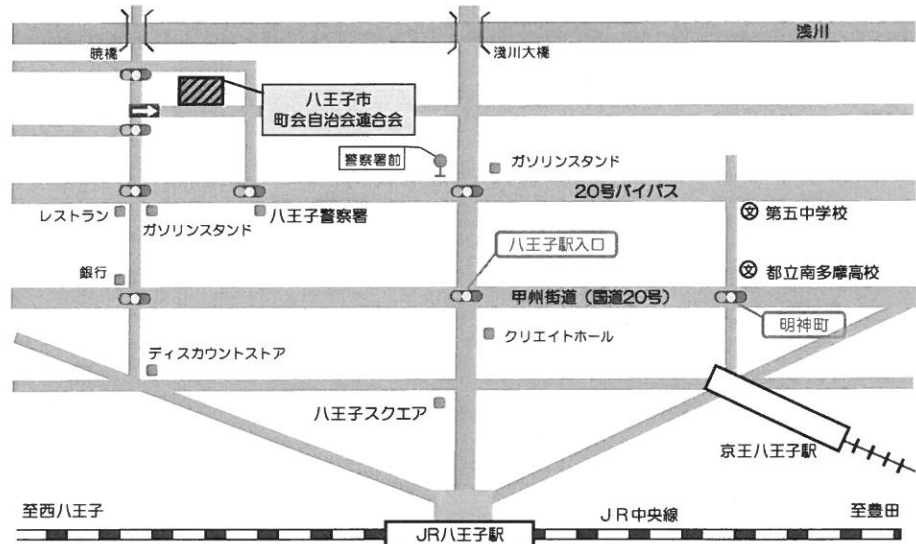 浅川
暁橋
浅川大橋
八王子市
町会自治会連合会
警察署前
ガソリンスタンド
20号バイパス
レストラン
ガソリンスタンド
八王子警察署
第五中学校
八王子駅入口
銀行
都立南多摩高校
甲州街道(国道20号)
明神町
クリエイトホール
ディスカウントストア
八王子スクエア
京王八王子駅
至西八王子
JR中央線
至豊田
JR八王子駅